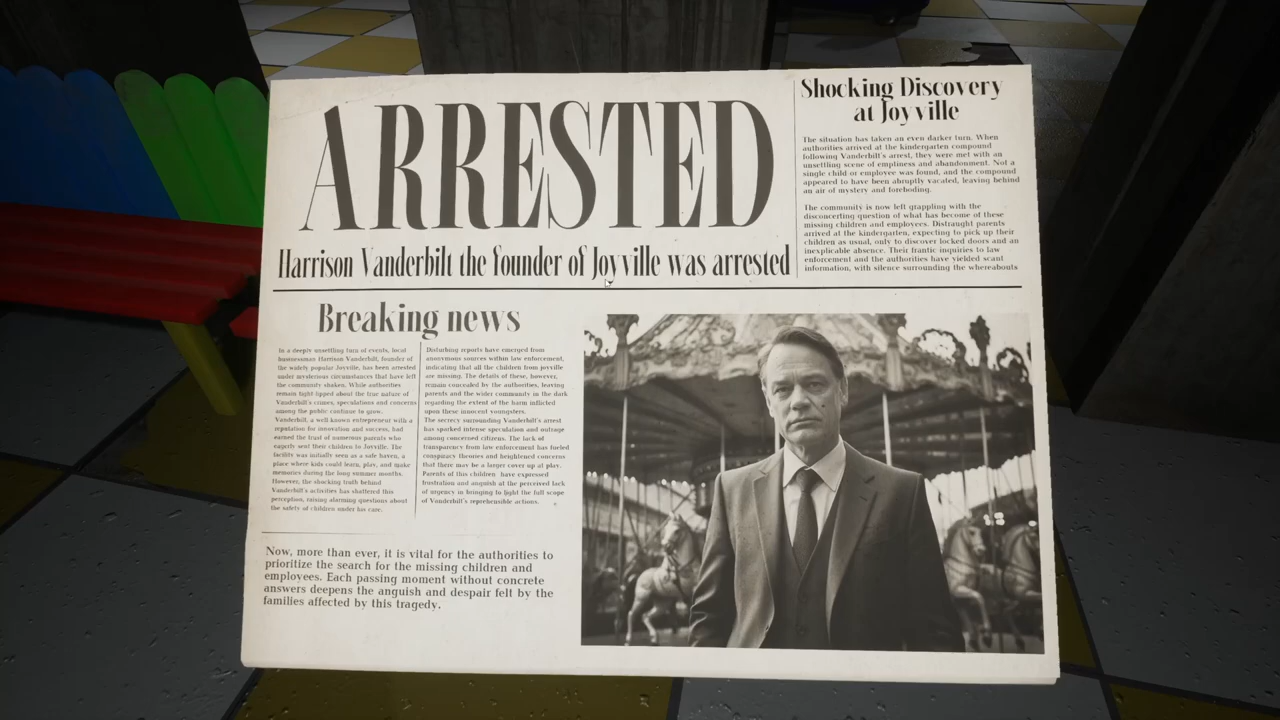 ARRESTED
Harrison Vanderbilt the founder of Joyville was arrested
Shocking Discovery
at Joyville
The situation has taken an even darker turn. When
authorities arrived at the kindergarten compound
following Vanderbilt's arrest, they were met with an
unsettling scene of emptiness and abandonment. Not a
single child or employee was found, and the compound
appeared to have been abruptly vacated, leaving behind
an air of mystery and foreboding.
The community is now left grappling with the
disconcerting question of what has become of these
missing children and employees. Distraught parents
arrived at the kindergarten, expecting to pick up their
children as usual, only to discover locked doors and an
inexplicable absence. Their frantic inquiries to law
enforcement and the authorities have yielded scant
information, with silence surrounding the whereabouts
Breaking news
In a deeply unsettling turn of events, local
businessman Harrison Vanderbilt, founder of
the widely popular Joyville, has been arrested
under mysterious circumstances that have left
the community shaken. While authorities
remain tight lipped about the true nature of
Vanderbilt's crimes, speculations and concerns
among the public continue to grow.
Vanderbilt, a well known entrepreneur with a
reputation for innovation and success, had
earned the trust of numerous parents who
eagerly sent their children to Joyville. The
facility was initially seen as a safe haven, a
place where kids could learn, play, and make
memories during the long summer months.
However, the shocking truth behind
Vanderbilt's activities has shattered this
perception, raising alarming questions about
the safety of children under his care.
Disturbing reports have emerged from
anonymous sources within law enforcement,
indicating that all the children from joyville
are missing. The details of these, however,
remain concealed by the authorities, leaving
parents and the wider community in the dark
regarding the extent of the harm inflicted
upon these innocent youngsters.
The secrecy surrounding Vanderbilt's arrest
has sparked intense speculation and outrage
among concerned citizens. The lack of
transparency from law enforcement has fueled
conspiracy theories and heightened concerns
that there may be a larger cover up at play.
Parents of this children have expressed
frustration and anguish at the perceived lack
of urgency in bringing to light the full scope
of Vanderbilt's reprehensible actions.
Now, more than ever, it is vital for the authorities to
prioritize the search for the missing children and
employees. Each passing moment without concrete
answers deepens the anguish and despair felt by the
families affected by this tragedy.